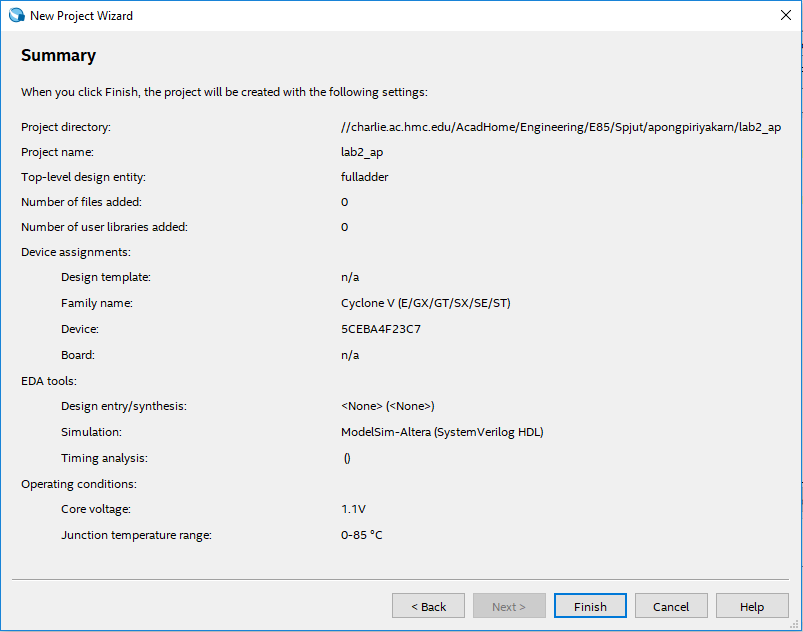 New Project Wizard
Summary
When you click Finish, the project will be created with the following settings:
Project directory: //charlie.ac.hmc.edu/AcadHome/Engineering/E85/Spjut/apongpiriyakarn/lab2_ap
Project name: lab2_ap
Top-level design entity: fulladder
Number of files added: 0
Number of user libraries added: 0
Device assignments:
Design template: n/a
Family name: Cyclone V (E/GX/GT/SX/SE/ST)
Device: 5CEBA4F23C7
Board: n/a
EDA tools:
Design entry/synthesis: <None> (<None>)
Simulation: ModelSim-Altera (SystemVerilog HDL)
Timing analysis: ()
Operating conditions:
Core voltage: 1.1V
Junction temperature range: 0-85 °C
< Back Next > Finish Cancel Help